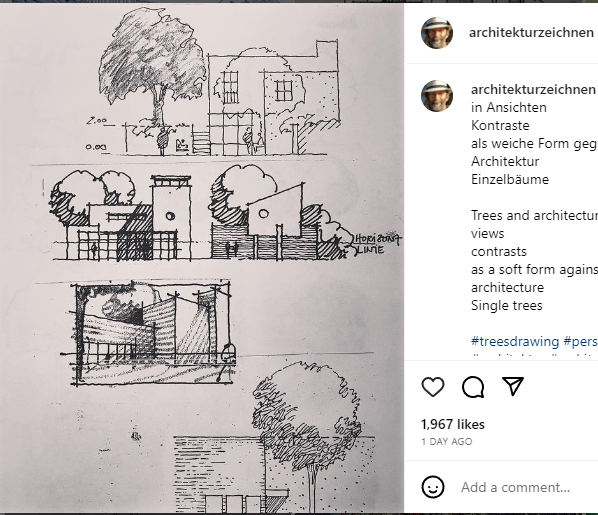 2.00
0.00
HORIZONT
LINIE
architekturzeichnen
architekturzeichnen
in Ansichten
Kontraste
als weiche Form geg
Architektur
Einzelbäume
Trees and architectur
views
contrasts
as a soft form agains
architecture
Single trees
#treesdrawing #pers
1,967 likes
1 DAY AGO
Add a comment...